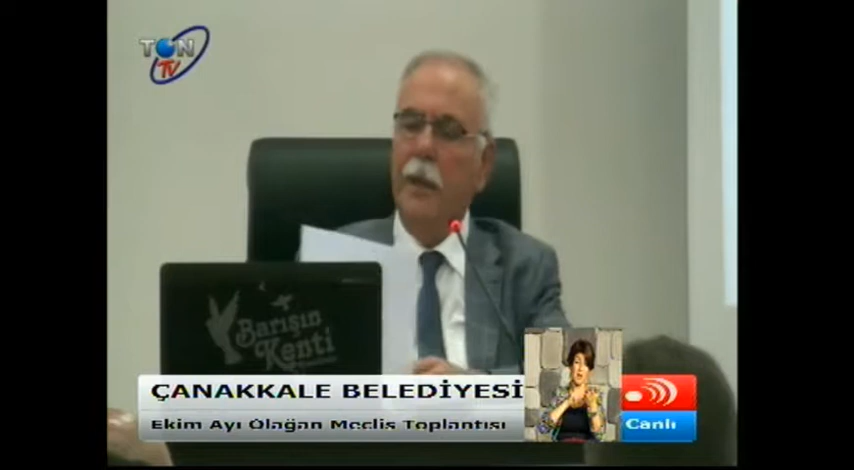 TON
TV
Barışın
Kenti
ÇANAKKALE BELEDİYESİ
Ekim Ayı Olağan Meclis Toplantısı
Canlı